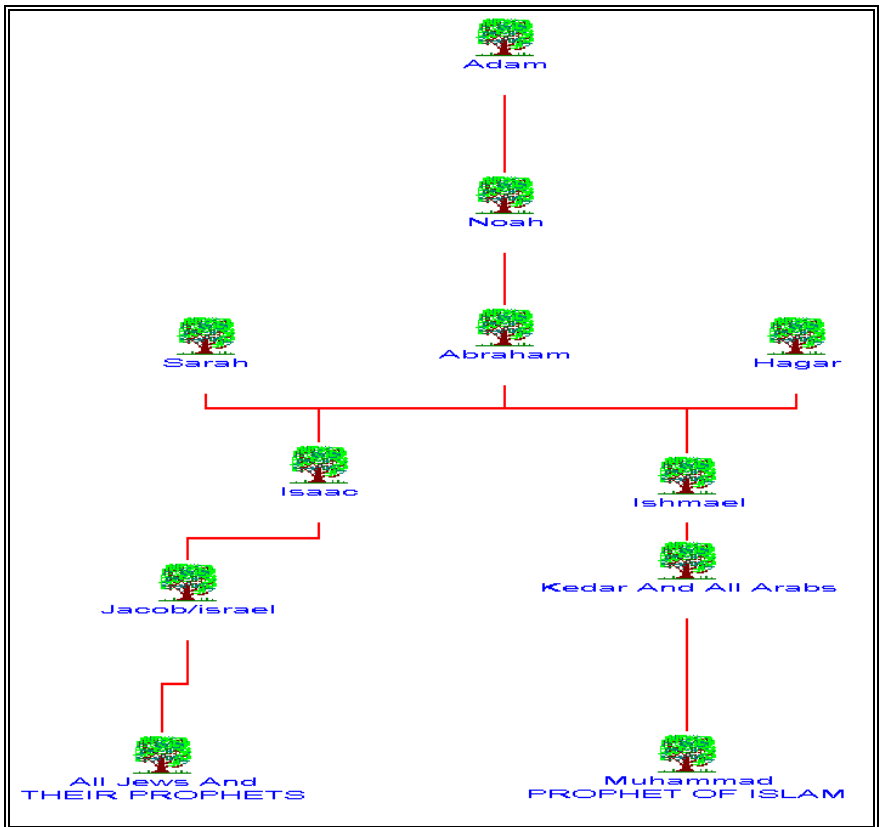 Adam
Noah
Sarah
Abraham
Hagar
Isaac
Ishmael
Jacob/israel
Kedar And All Arabs
All Jews And
THEIR PROPHETS
Muhammad
PROPHET OF ISLAM